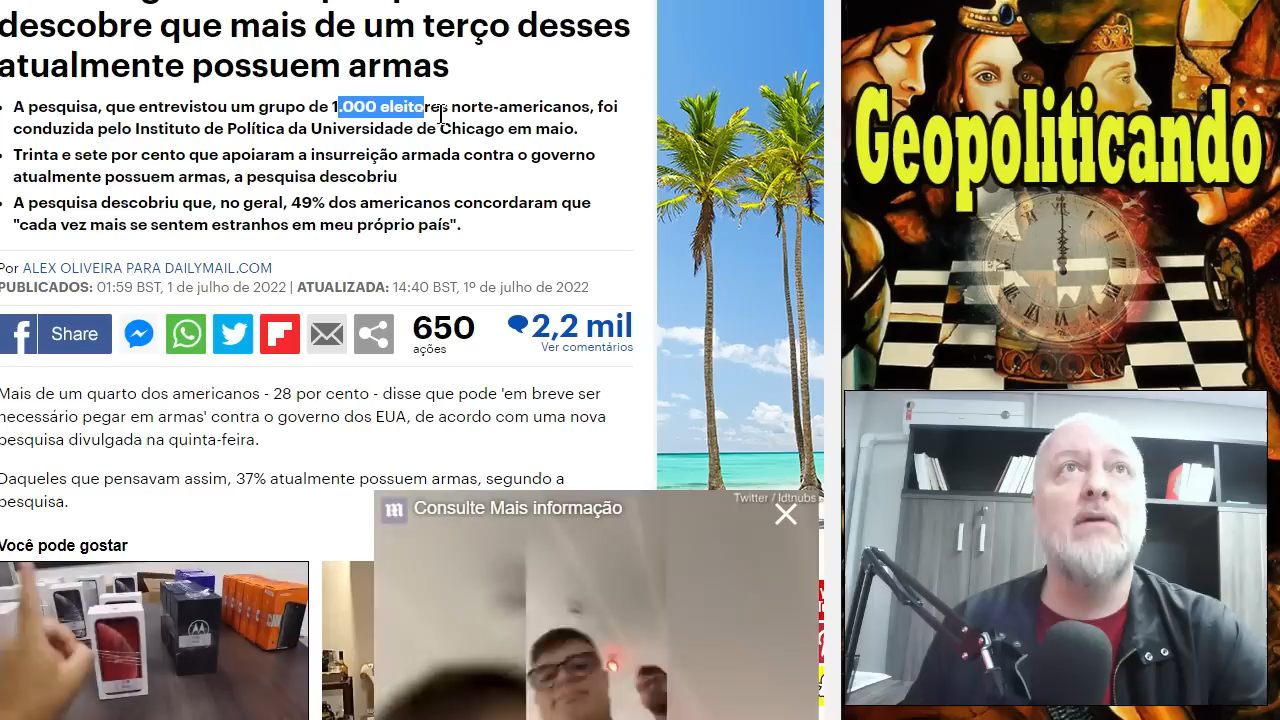 descobre que mais de um terço desses
atualmente possuem armas
A pesquisa, que entrevistou um grupo de 1.000 eleitores norte-americanos, foi
conduzida pelo Instituto de Política da Universidade de Chicago em maio.
Trinta e sete por cento que apoiaram a insurreição armada contra o governo
atualmente possuem armas, a pesquisa descobriu
A pesquisa descobriu que, no geral, 49% dos americanos concordaram que
"cada vez mais se sentem estranhos em meu próprio país".
Por ALEX OLIVEIRA PARA DAILYMAIL.COM
PUBLICADOS: 01:59 BST, 1 de julho de 2022 | ATUALIZADA: 14:40 BST, 1º de julho de 2022
f Share
650
ações
2,2 mil
Ver comentários
Mais de um quarto dos americanos - 28 por cento - disse que pode 'em breve ser
necessário pegar em armas' contra o governo dos EUA, de acordo com uma nova
pesquisa divulgada na quinta-feira.
Daqueles que pensavam assim, 37% atualmente possuem armas, segundo a
pesquisa.
Você pode gostar
Twitter / Idtnubs
m Consulte Mais informação
Geopoliticando